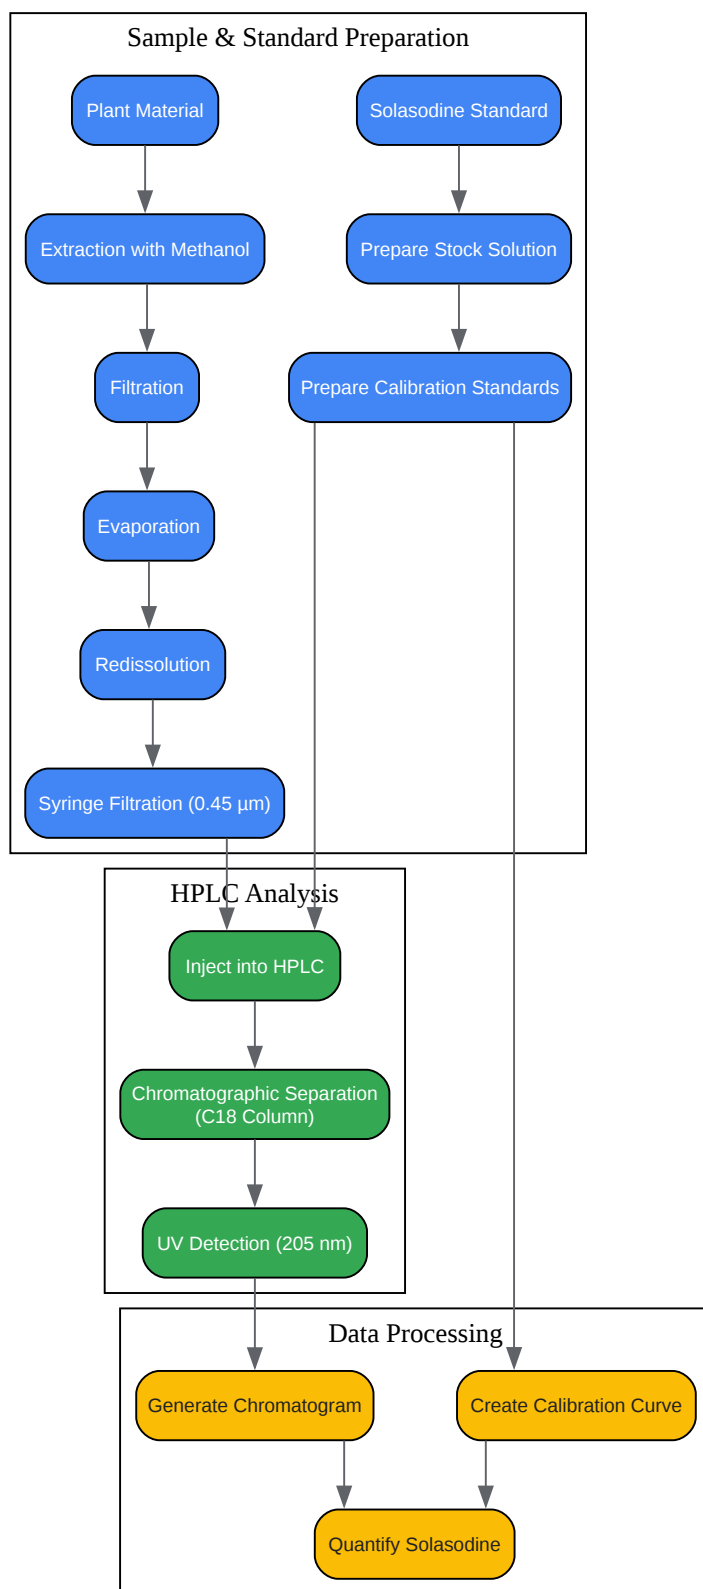 Sample & Standard Preparation
Plant Material
Solasodine Standard
Extraction with Methanol
Prepare Stock Solution
Filtration
Prepare Calibration Standards
Evaporation
Redissolution
Syringe Filtration (0.45 µm)
HPLC Analysis
Inject into HPLC
Chromatographic Separation
(C18 Column)
UV Detection (205 nm)
Data Processing
Generate Chromatogram
Create Calibration Curve
Quantify Solasodine